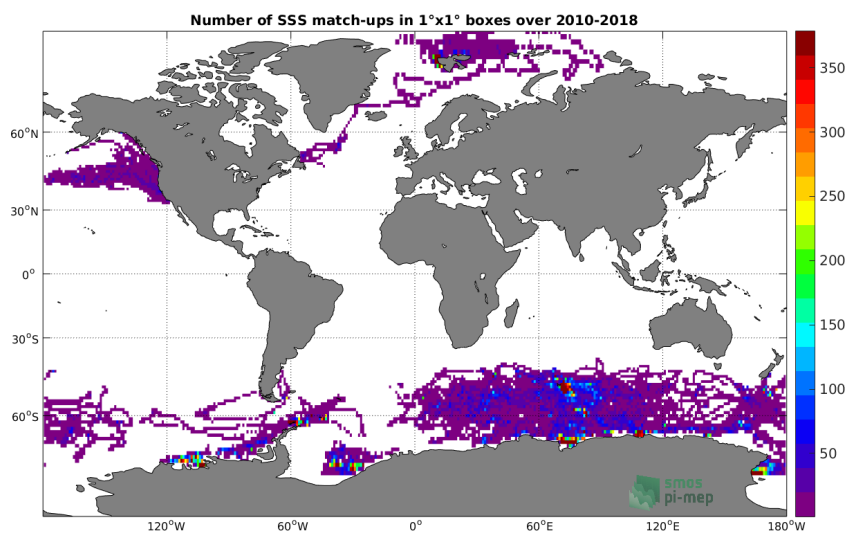 Number of SSS match-ups in 1°x1° boxes over 2010-2018
60°N
30°N
0°
30°S
60°S
120°W
60°W
0°
60°E
120°E
180°W
350
300
250
200
150
100
50
smos
pi-mep